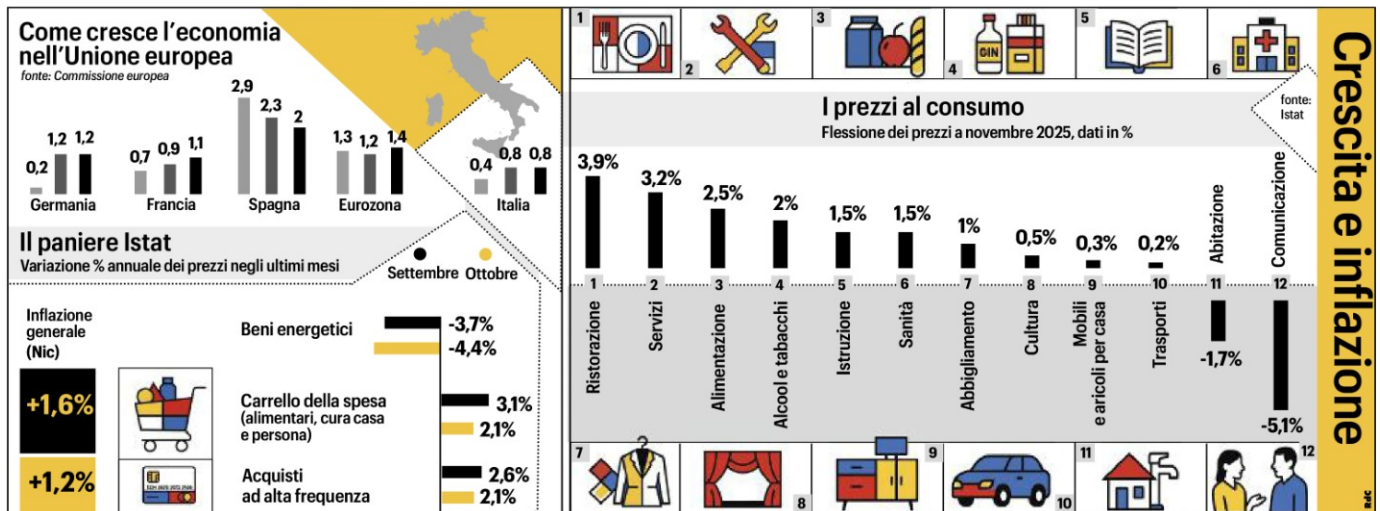 Come cresce l'economia
nell'Unione europea
fonte: Commissione europea
0,2
1,2
1,2
Germania
0,7
0,9
1,1
Francia
2,9
2,3
2
Spagna
1,3
1,2
1,4
Eurozona
0,4
0,8
0,8
Italia
Il paniere Istat
Variazione % annuale dei prezzi negli ultimi mesi
Settembre
Ottobre
Inflazione
generale
(Nic)
+1,6%
+1,2%
Beni energetici
-3,7%
-4,4%
Carrello della spesa
(alimentari, cura casa
e persona)
3,1%
2,1%
Acquisti
ad alta frequenza
2,6%
2,1%
1
2
3
4
GIN
5
6
I prezzi al consumo
Flessione dei prezzi a novembre 2025, dati in %
fonte:
Istat
3,9%
1
Ristorazione
3,2%
2
Servizi
2,5%
3
Alimentazione
2%
4
Alcool e tabacchi
1,5%
5
Istruzione
1,5%
6
Sanità
1%
7
Abbigliamento
0,5%
8
Cultura
0,3%
9
Mobili
e aricoli per casa
0,2%
10
Trasporti
Abitazione
11
-1,7%
Comunicazione
12
-5,1%
7
8
9
10
11
12
Crescita e inflazione
RdC